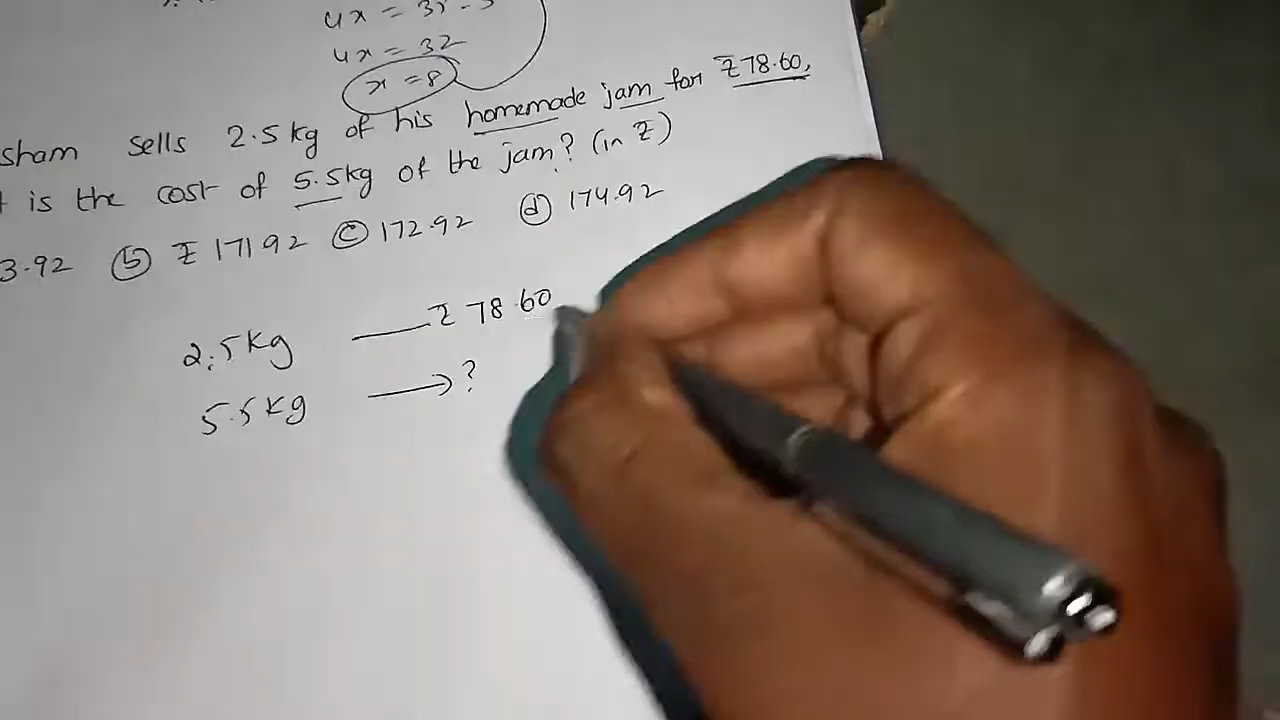 4x = 32
x = 8
sham sells 2.5 kg of his homemade jam for ₹78.60,
is the cost of 5.5kg of the jam? (in ₹)
3.92 (b) ₹ 171.92 (c) 172.92 (d) 174.92
2.5kg — ₹ 78.60
5.5kg → ?